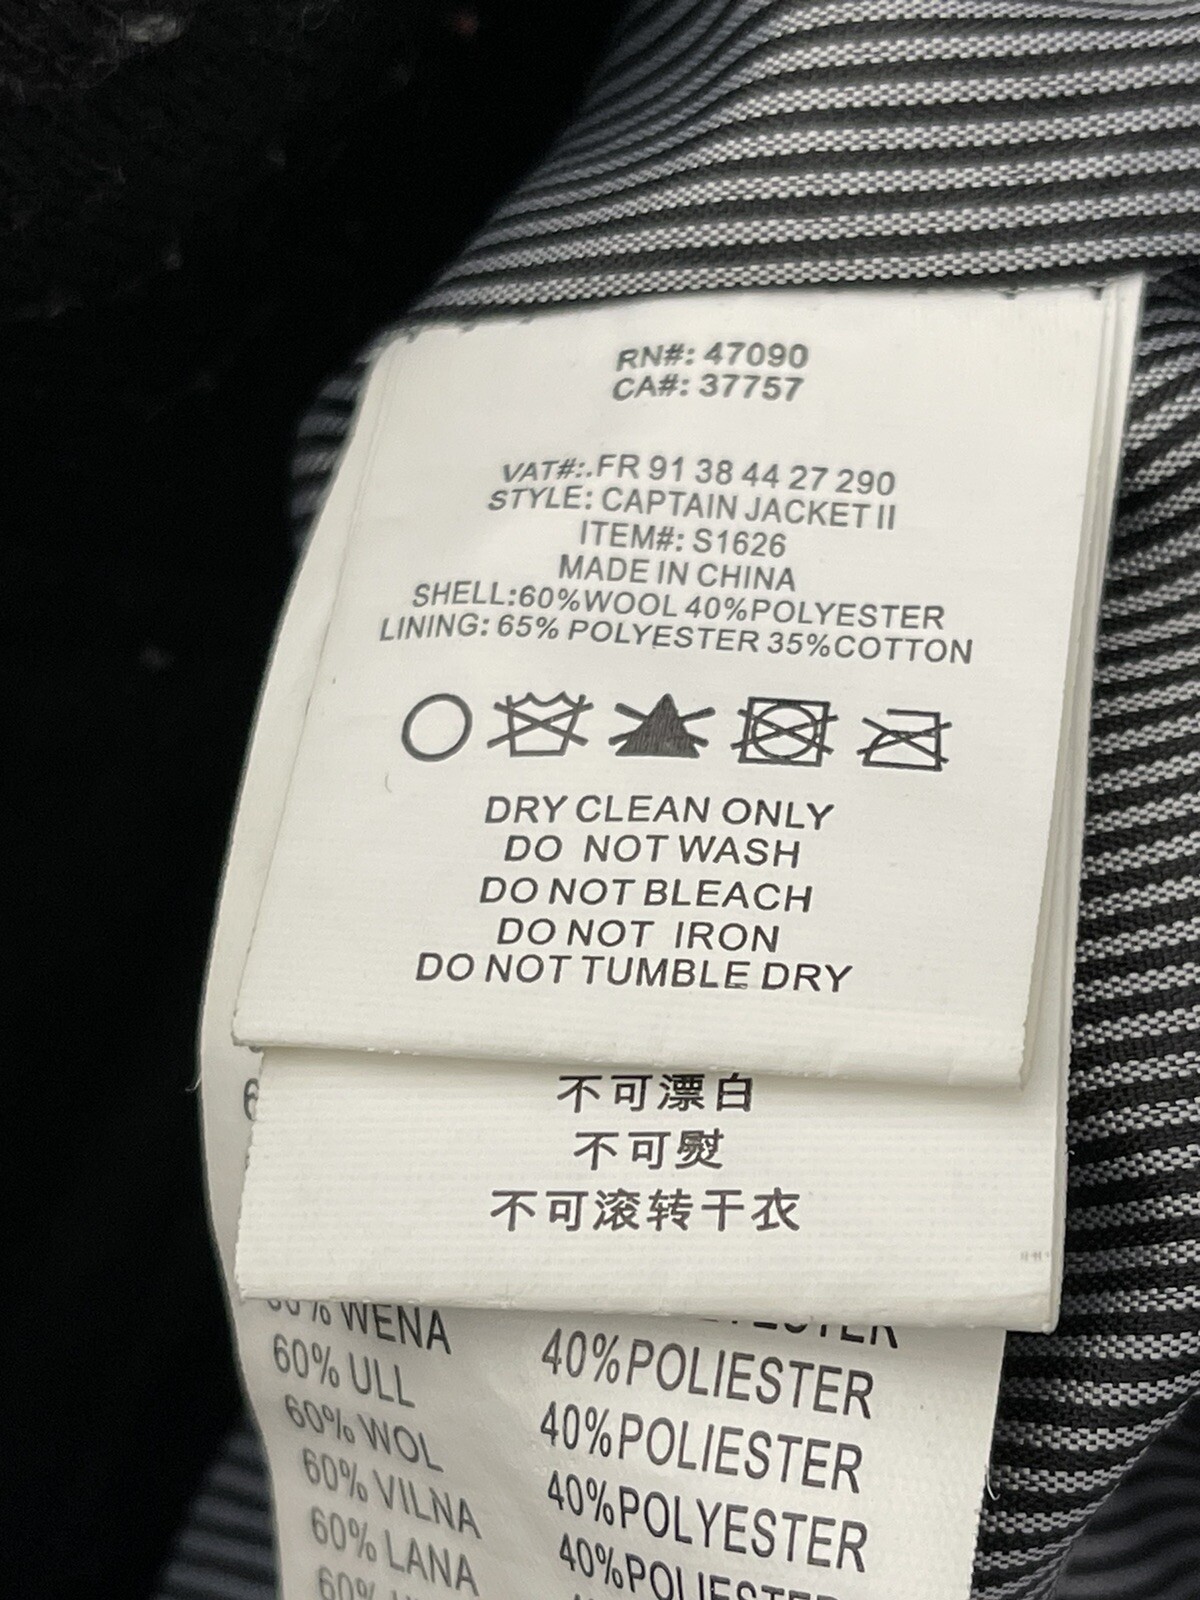 RN#: 47090
CA#: 37757
VAT#:.FR 91 38 44 27 290
STYLE: CAPTAIN JACKET II
ITEM#: S1626
MADE IN CHINA
SHELL:60%WOOL 40%POLYESTER
LINING: 65% POLYESTER 35%COTTON
DRY CLEAN ONLY
DO NOT WASH
DO NOT BLEACH
DO NOT IRON
DO NOT TUMBLE DRY
不可漂白
不可熨
不可滚转干衣
60% WENA
60% ULL 40%POLIESTER
60% WOL 40%POLIESTER
60% VILNA 40%POLYESTER
60% LANA